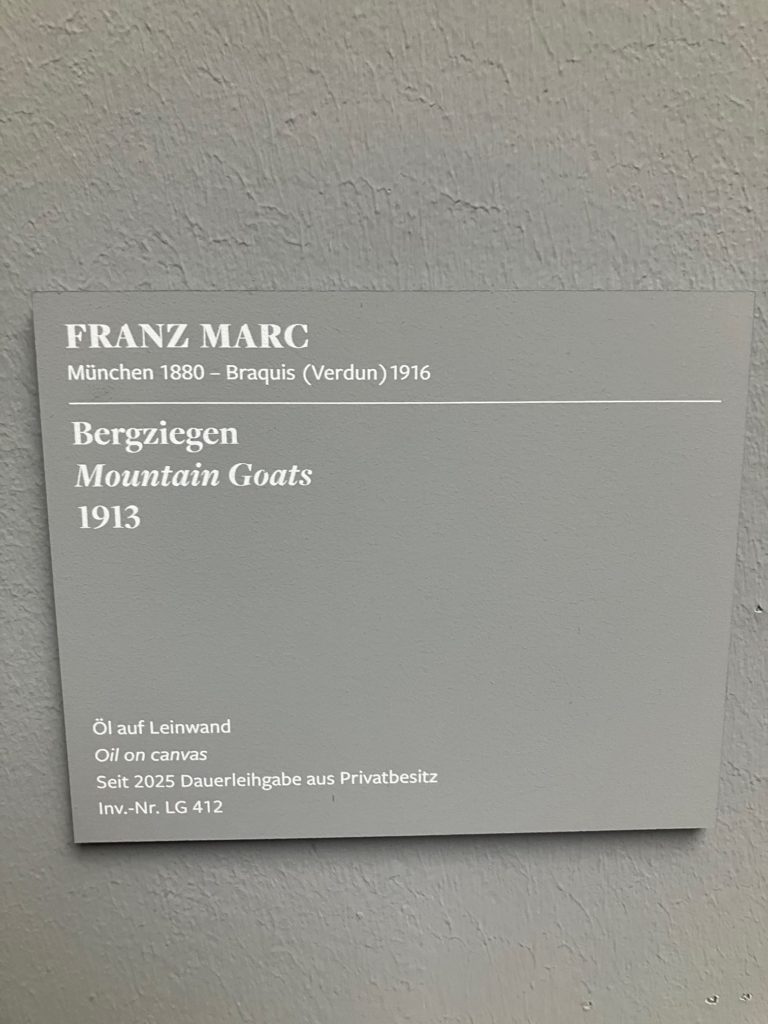 FRANZ MARC
München 1880 – Braquis (Verdun) 1916
Bergziegen
Mountain Goats
1913
Öl auf Leinwand
Oil on canvas
Seit 2025 Dauerleihgabe aus Privatbesitz
Inv.-Nr. LG 412